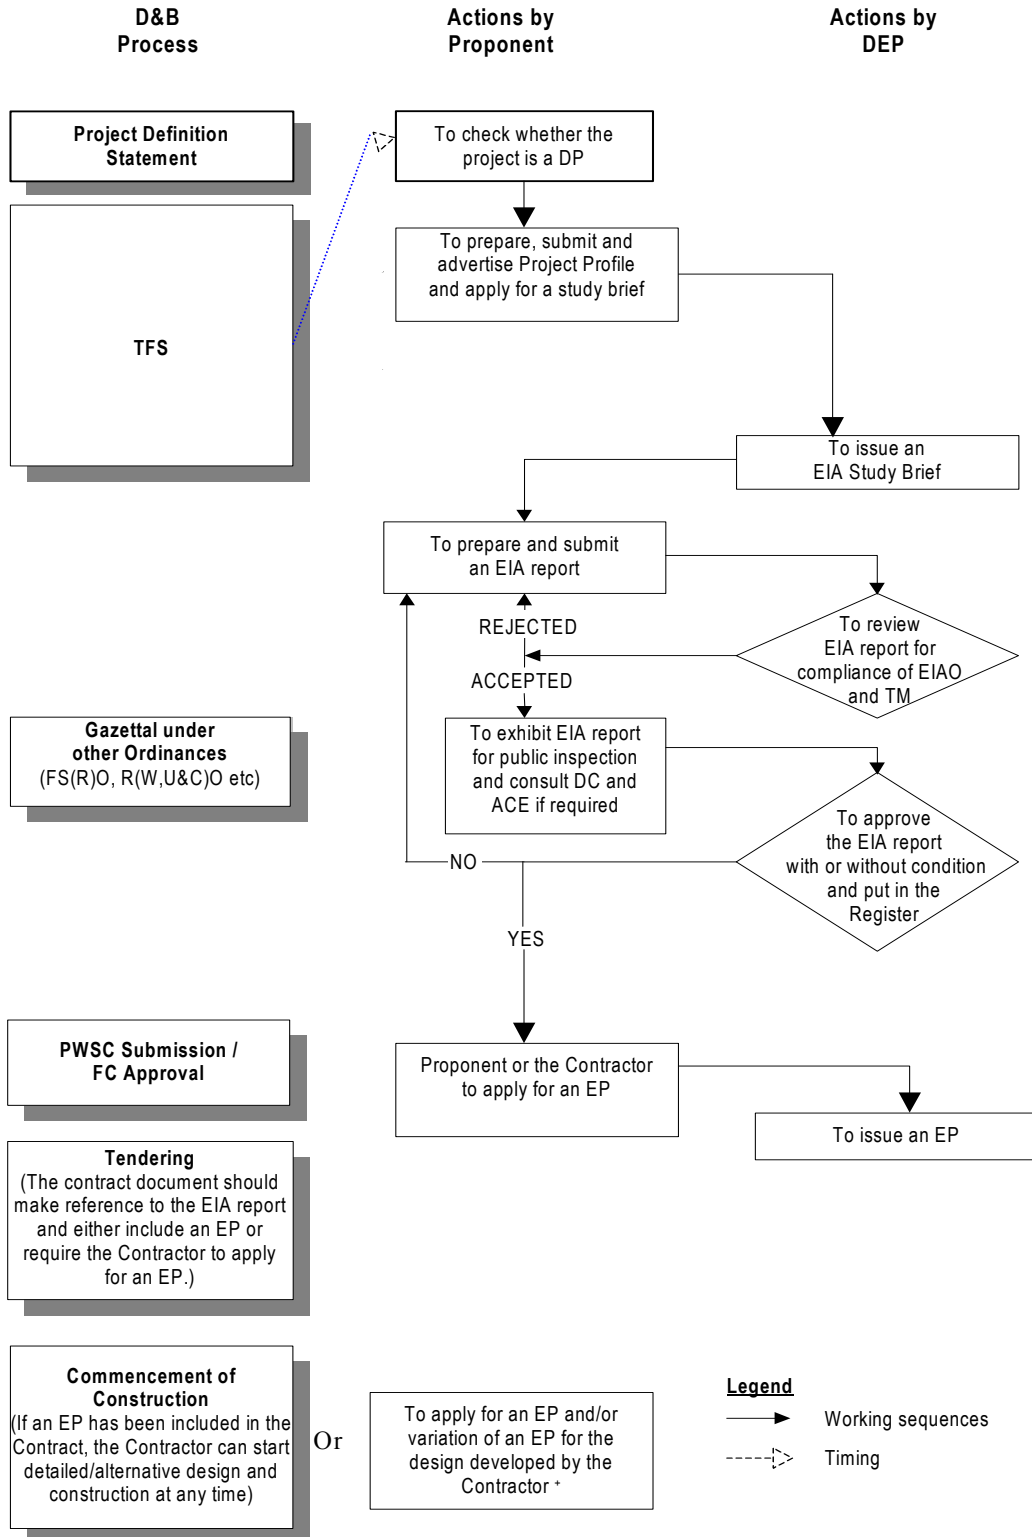 D&B
Process
Actions by
Proponent
Actions by
DEP
Project Definition
Statement
To check whether the
project is a DP
TFS
To prepare, submit and
advertise Project Profile
and apply for a study brief
To issue an
EIA Study Brief
To prepare and submit
an EIA report
REJECTED
ACCEPTED
To review
EIA report for
compliance of EIAO
and TM
Gazettal under
other Ordinances
(FS(R)O, R(W,U&C)O etc)
To exhibit EIA report
for public inspection
and consult DC and
ACE if required
To approve
the EIA report
with or without condition
and put in the
Register
NO
YES
PWSC Submission /
FC Approval
Proponent or the Contractor
to apply for an EP
To issue an EP
Tendering
(The contract document should
make reference to the EIA report
and either include an EP or
require the Contractor to apply
for an EP.)
Commencement of
Construction
(If an EP has been included in the
Contract, the Contractor can start
detailed/alternative design and
construction at any time)
Or
To apply for an EP and/or
variation of an EP for the
design developed by the
Contractor +
Legend
Working sequences
Timing